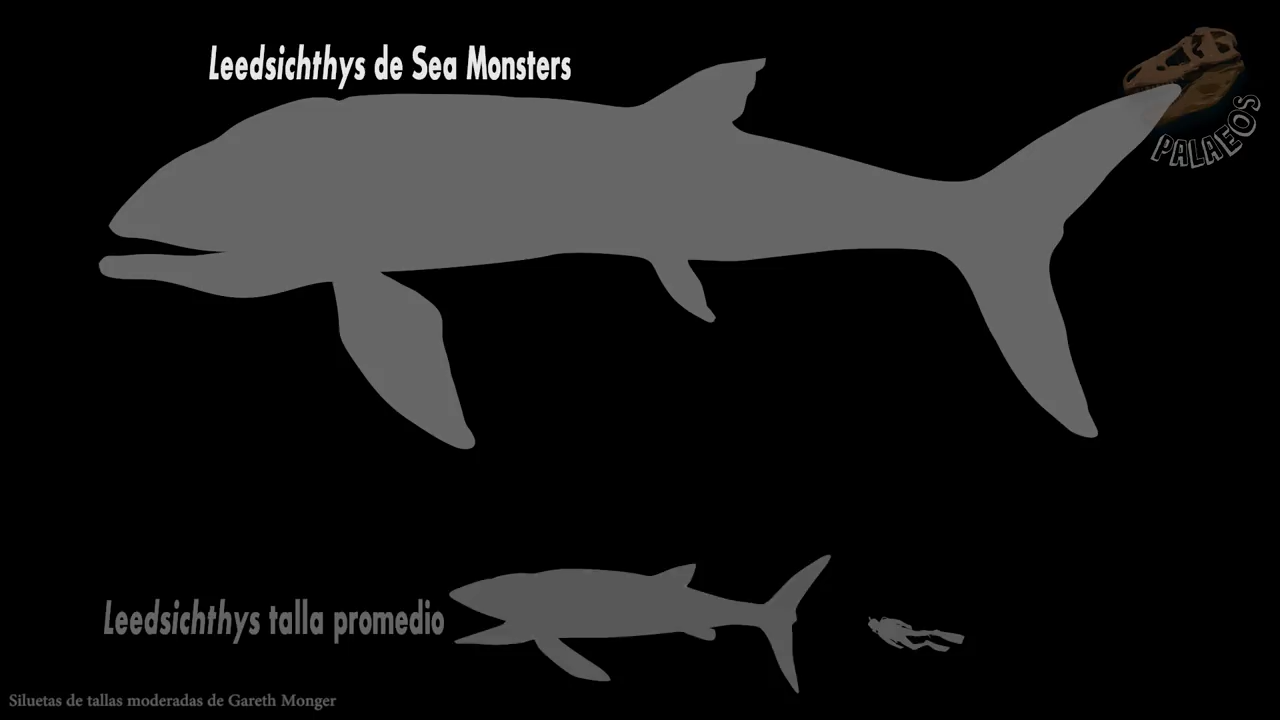 Leedsichthys de Sea Monsters
PALAEOS
Leedsichthys talla promedio
Siluetas de tallas moderadas de Gareth Monger